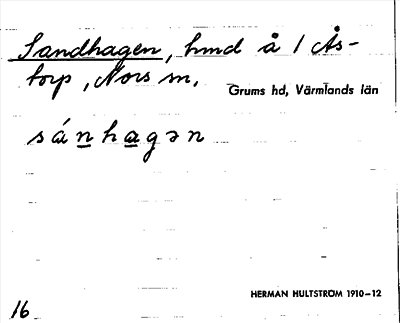 Sandhagen, hmd å 1 Ås-
torp, Nors sn,
Grums hd, Värmlands län
sánhagən
HERMAN HULTSTRÖM 1910–12
16